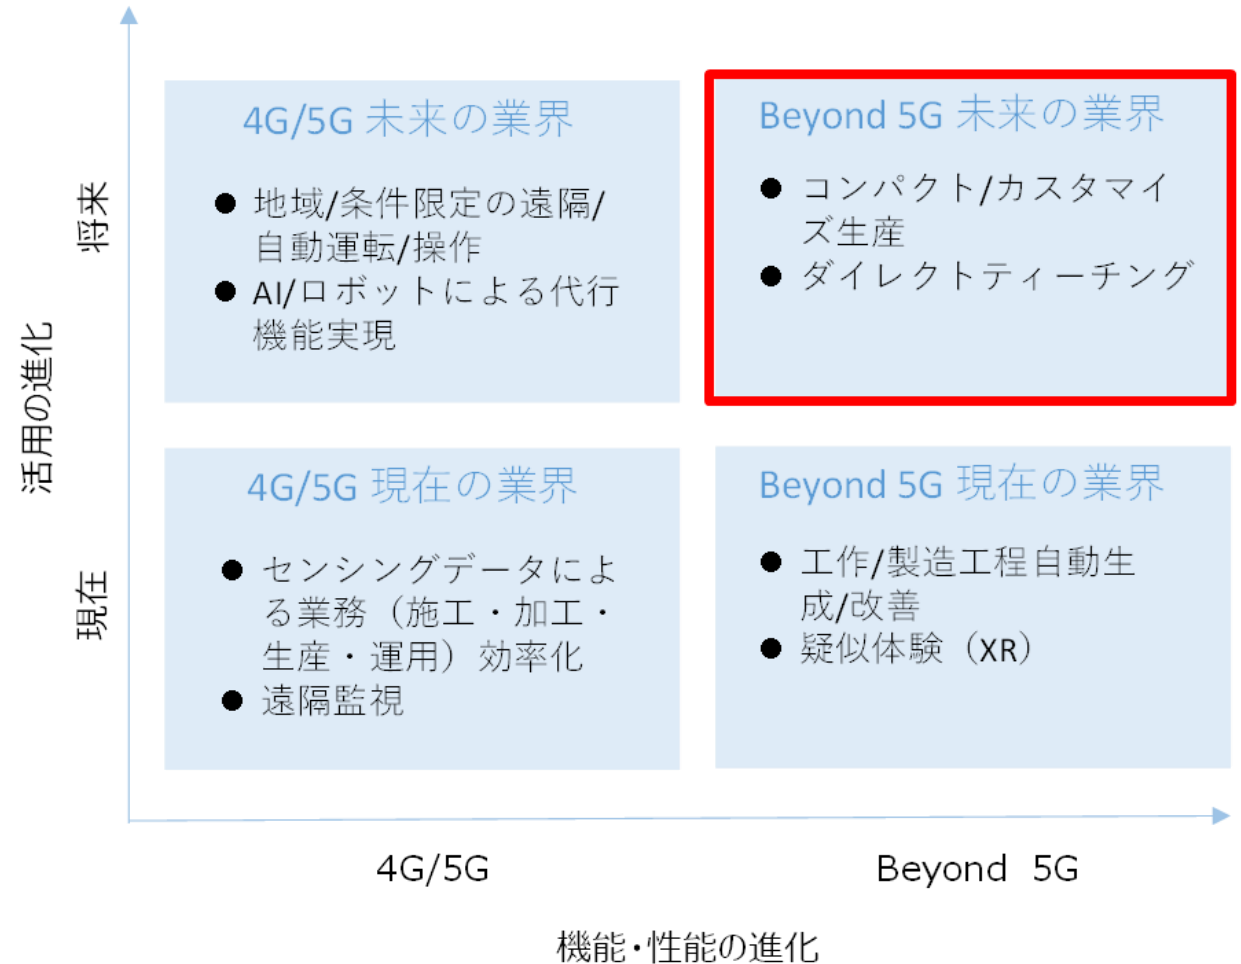 4G/5G 未来の業界
● 地域/条件限定の遠隔/
自動運転/操作
● AI/ロボットによる代行
機能実現
Beyond 5G 未来の業界
● コンパクト/カスタマイ
ズ生産
● ダイレクトティーチング
4G/5G 現在の業界
● センシングデータによ
る業務（施工・加工・
生産・運用）効率化
● 遠隔監視
Beyond 5G 現在の業界
● 工作/製造工程自動生
成/改善
● 疑似体験（XR）
将来
活用の進化
現在
4G/5G
Beyond 5G
機能・性能の進化